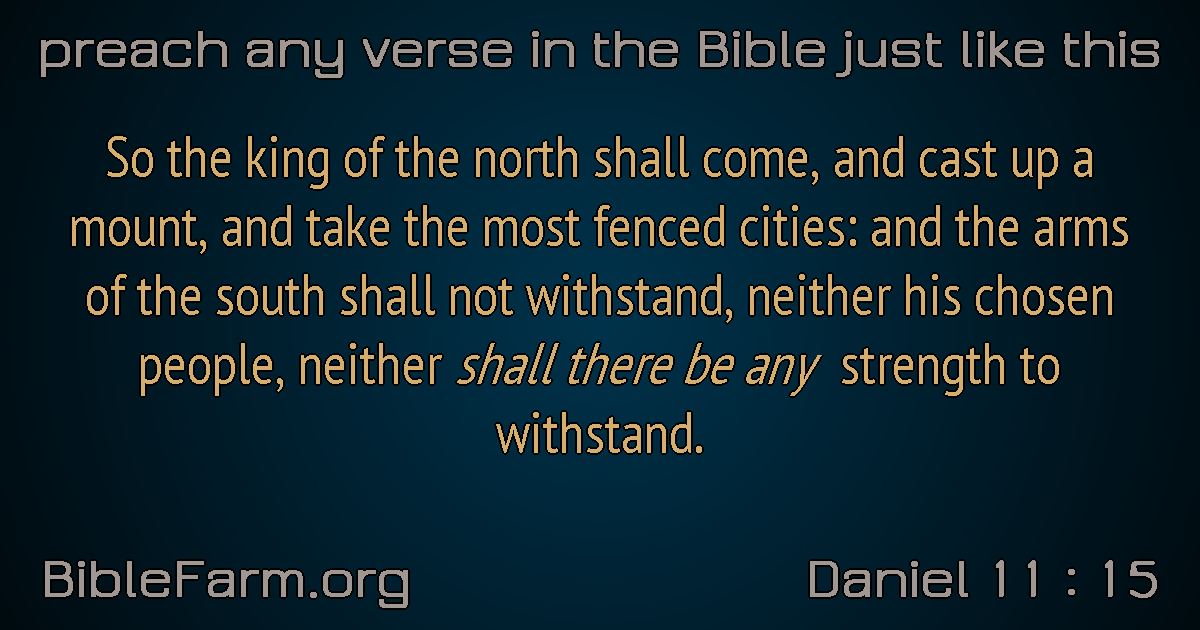 preach any verse in the Bible just like this
So the king of the north shall come, and cast up a
mount, and take the most fenced cities: and the arms
of the south shall not withstand, neither his chosen
people, neither shall there be any strength to
withstand.
BibleFarm.org
Daniel 11 : 15